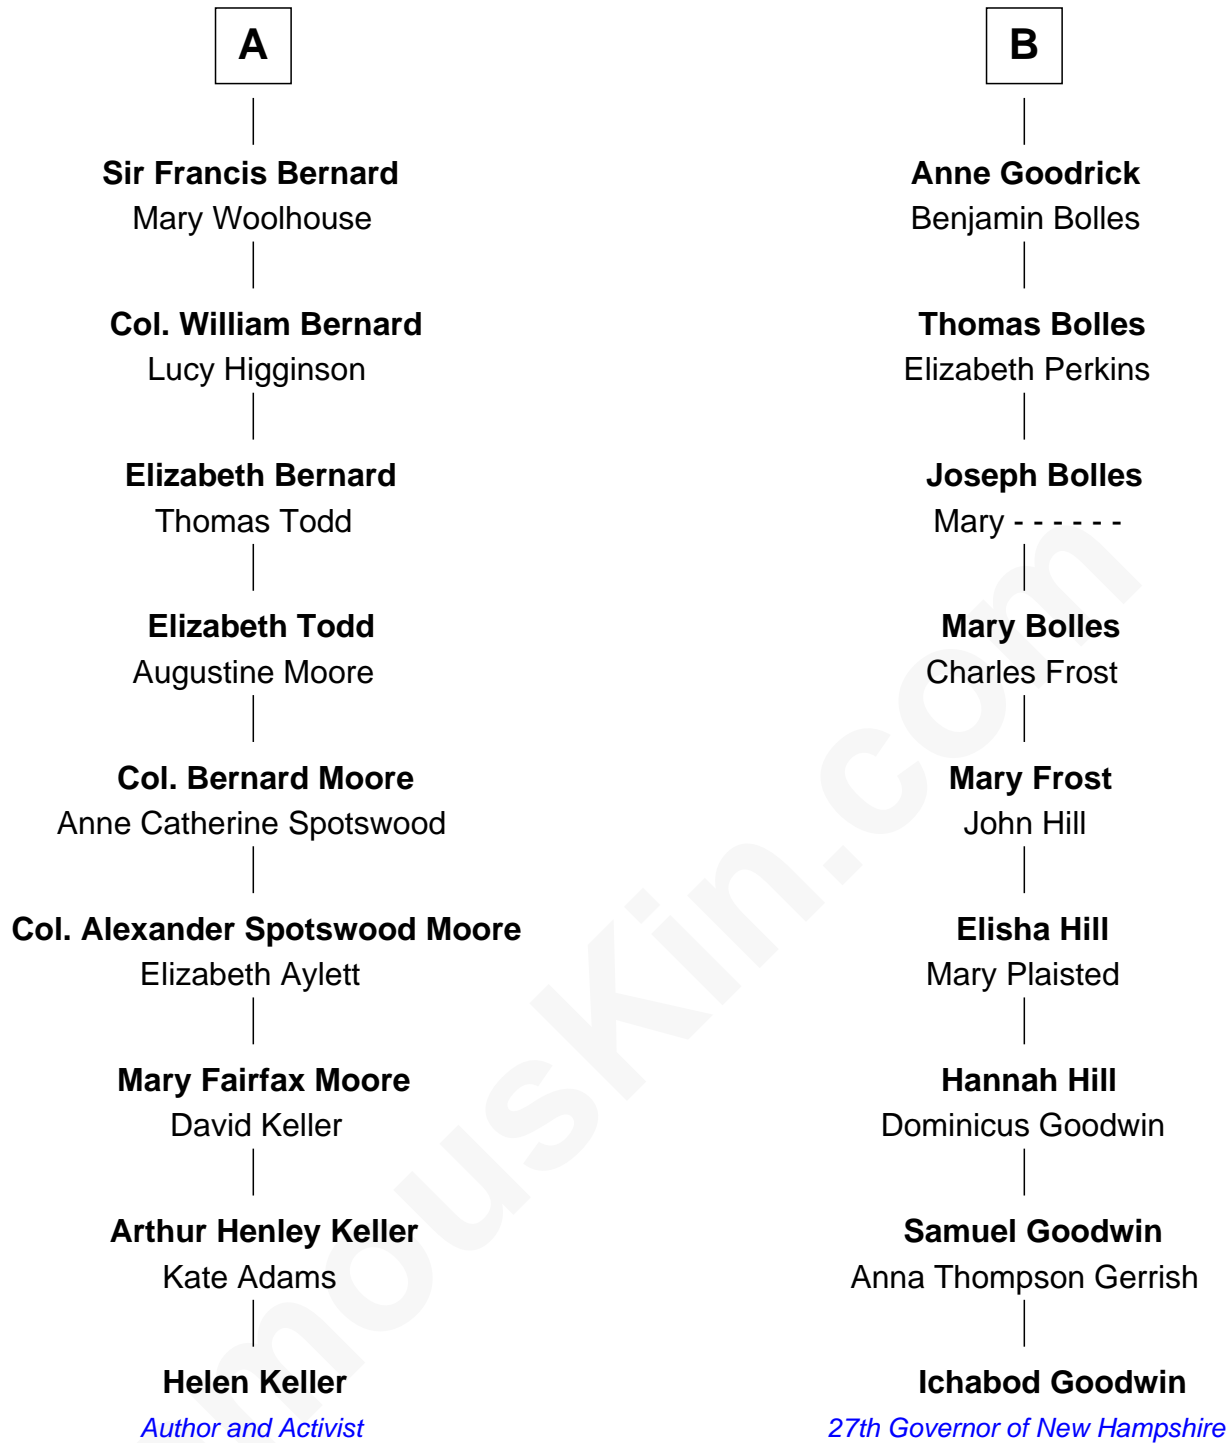 A
Sir Francis Bernard
Mary Woolhouse
Col. William Bernard
Lucy Higginson
Elizabeth Bernard
Thomas Todd
Elizabeth Todd
Augustine Moore
Col. Bernard Moore
Anne Catherine Spotswood
Col. Alexander Spotswood Moore
Elizabeth Aylett
Mary Fairfax Moore
David Keller
Arthur Henley Keller
Kate Adams
Helen Keller
Author and Activist
B
Anne Goodrick
Benjamin Bolles
Thomas Bolles
Elizabeth Perkins
Joseph Bolles
Mary - - - - - -
Mary Bolles
Charles Frost
Mary Frost
John Hill
Elisha Hill
Mary Plaisted
Hannah Hill
Dominicus Goodwin
Samuel Goodwin
Anna Thompson Gerrish
Ichabod Goodwin
27th Governor of New Hampshire
mousKin.com